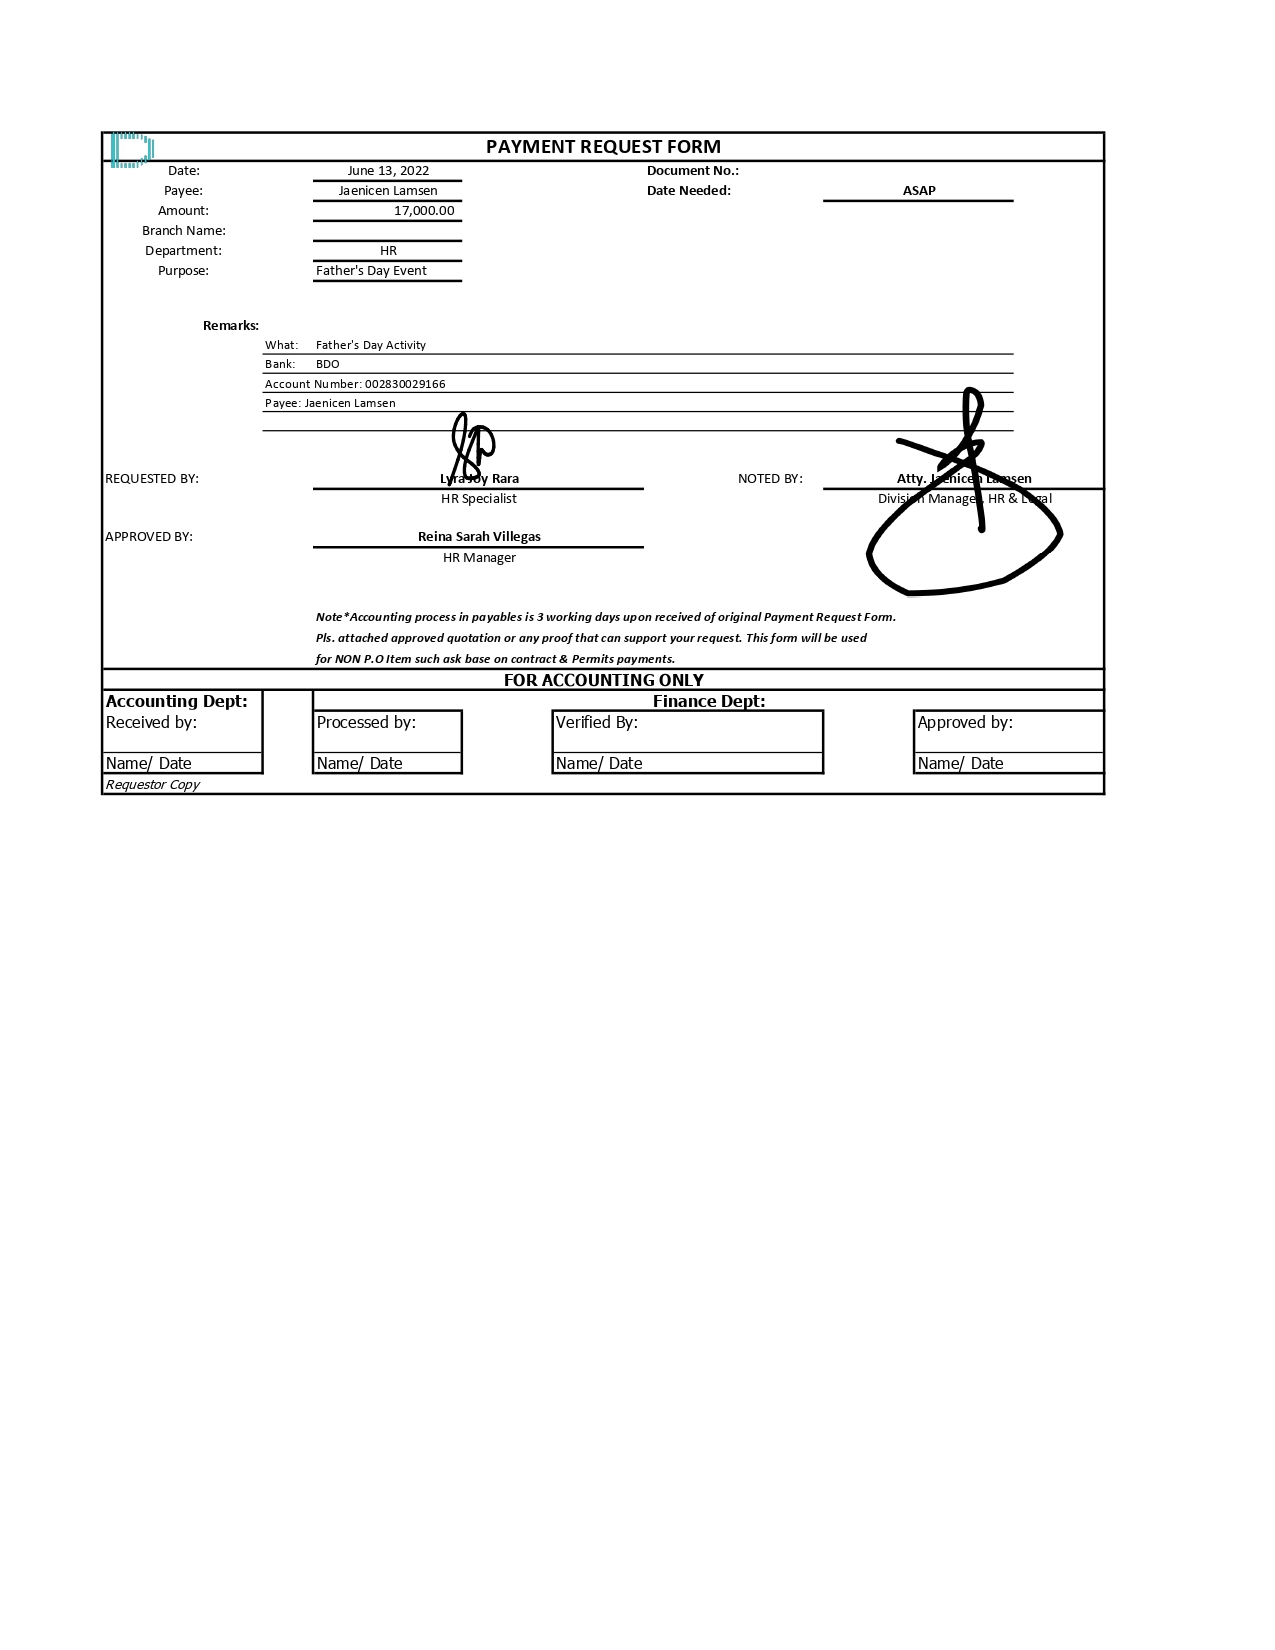 PAYMENT REQUEST FORM
Date: June 13, 2022 Document No.:
Payee: Jaenicen Lamsen Date Needed: ASAP
Amount: 17,000.00
Branch Name:
Department: HR
Purpose: Father's Day Event
Remarks:
What: Father's Day Activity
Bank: BDO
Account Number: 002830029166
Payee: Jaenicen Lamsen
REQUESTED BY: Lyra Joy Rara NOTED BY: Atty. Jaenicen Lamsen
HR Specialist Division Manager, HR & Legal
APPROVED BY: Reina Sarah Villegas
HR Manager
Note*Accounting process in payables is 3 working days upon received of original Payment Request Form.
Pls. attached approved quotation or any proof that can support your request. This form will be used
for NON P.O Item such ask base on contract & Permits payments.
FOR ACCOUNTING ONLY
Accounting Dept: Finance Dept:
Received by: Processed by: Verified By: Approved by:
Name/ Date Name/ Date Name/ Date Name/ Date
Requestor Copy